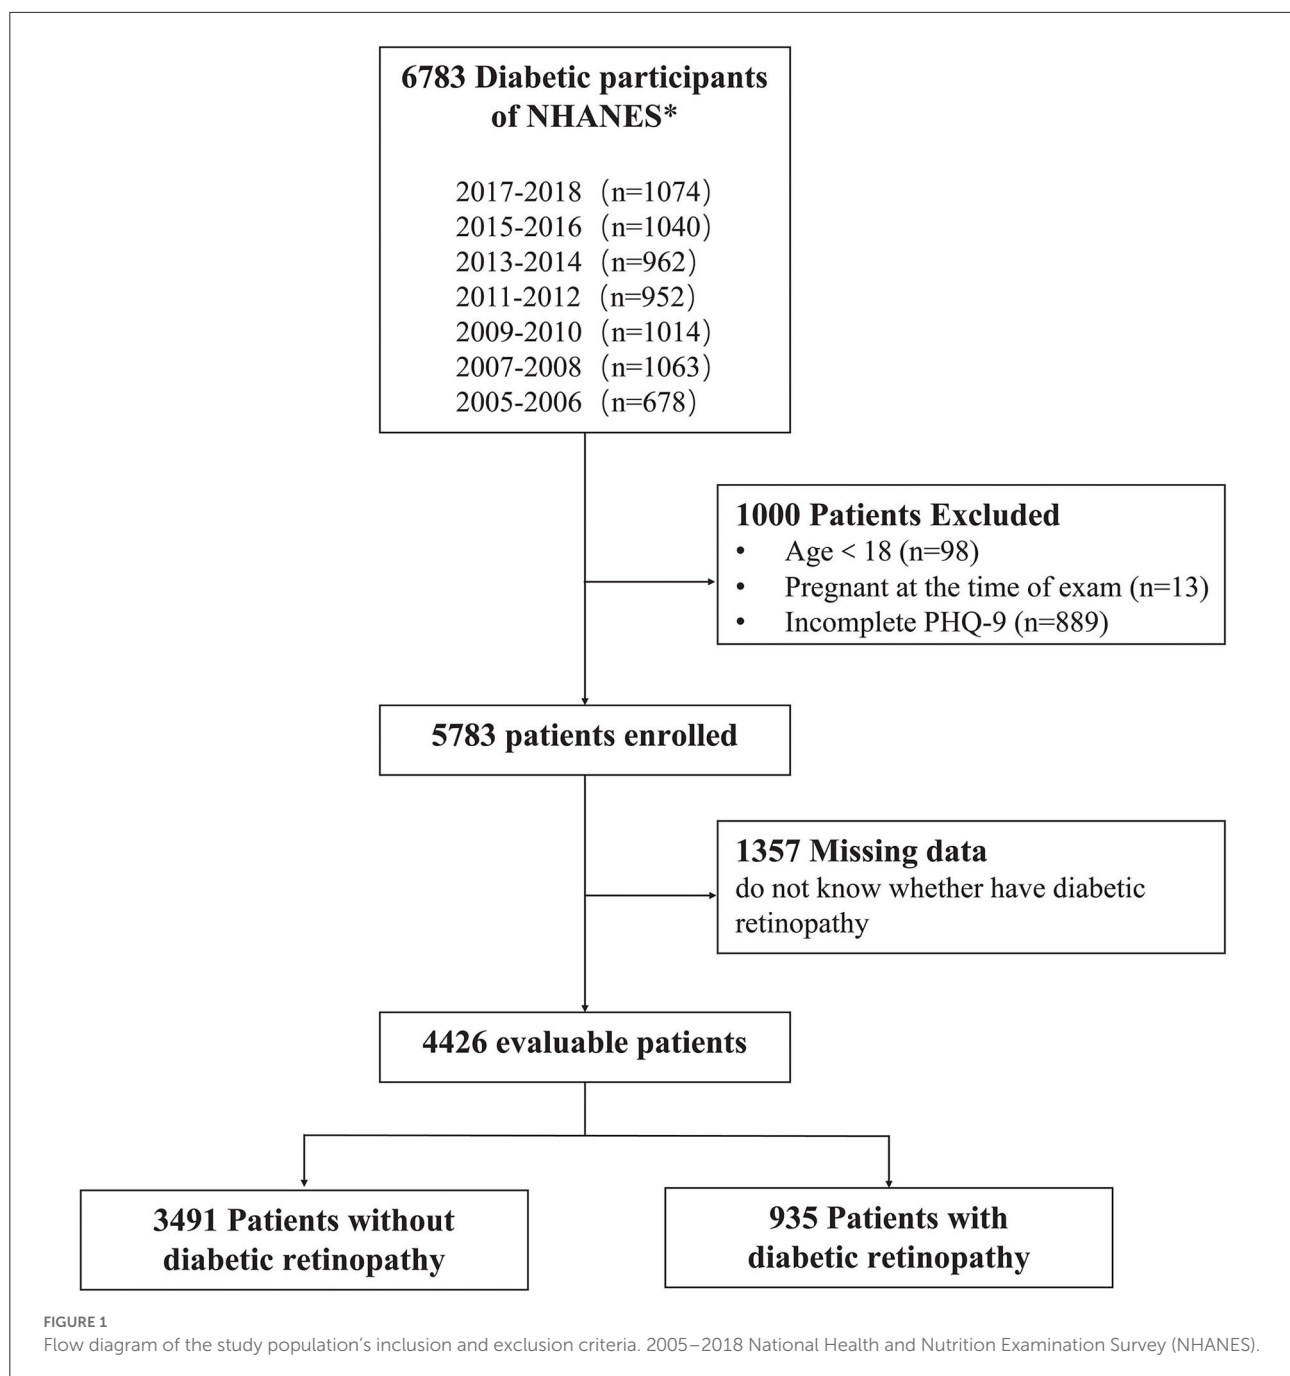 6783 Diabetic participants
of NHANES*
2017-2018 (n=1074)
2015-2016 (n=1040)
2013-2014 (n=962)
2011-2012 (n=952)
2009-2010 (n=1014)
2007-2008 (n=1063)
2005-2006 (n=678)
1000 Patients Excluded
• Age < 18 (n=98)
• Pregnant at the time of exam (n=13)
• Incomplete PHQ-9 (n=889)
5783 patients enrolled
1357 Missing data
do not know whether have diabetic
retinopathy
4426 evaluable patients
3491 Patients without
diabetic retinopathy
935 Patients with
diabetic retinopathy
FIGURE 1
Flow diagram of the study population's inclusion and exclusion criteria. 2005–2018 National Health and Nutrition Examination Survey (NHANES).